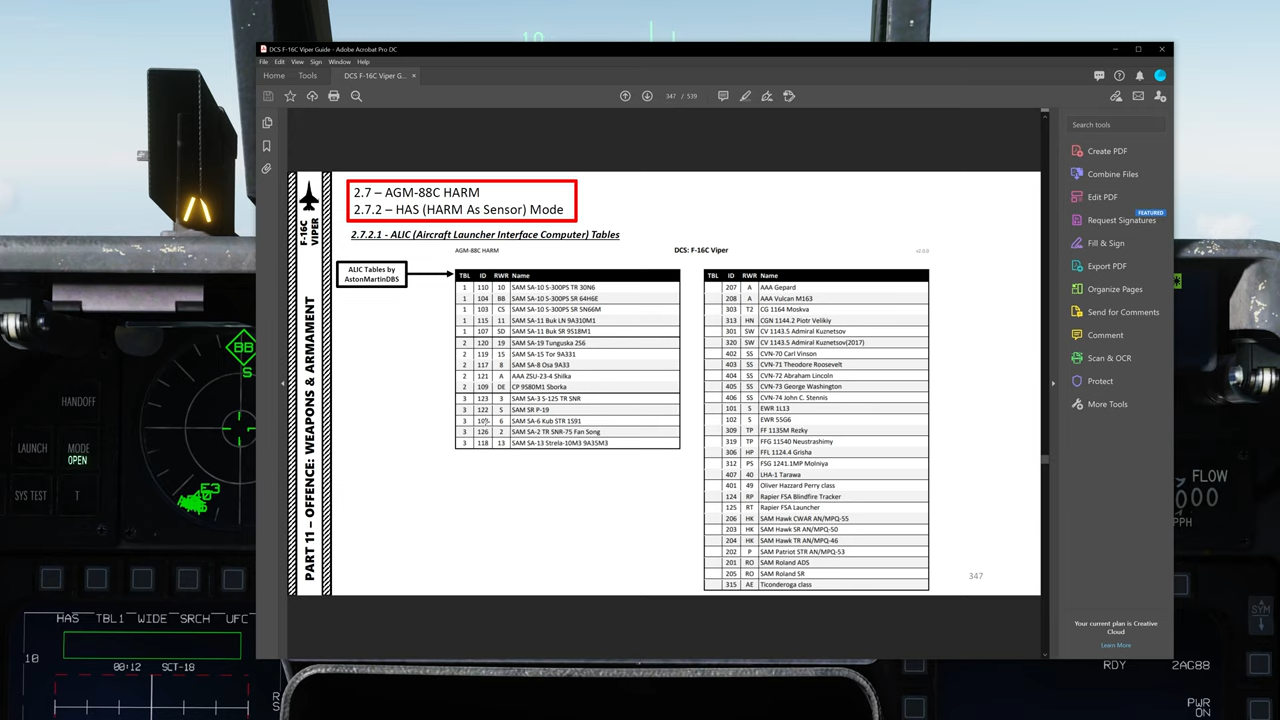 10
DCS F-16C Viper Guide - Adobe Acrobat Pro DC
File Edit View Sign Window Help
Home Tools DCS F-16C Viper G... ×
347 / 539
Search tools
Create PDF
Combine Files
Edit PDF
FEATURED
Request Signatures
Fill & Sign
Export PDF
Organize Pages
Send for Comments
Comment
Scan & OCR
Protect
More Tools
Your current plan is Creative
Cloud
Learn More
F-16C
VIPER
PART 11 – OFFENCE: WEAPONS & ARMAMENT
2.7 – AGM-88C HARM
2.7.2 – HAS (HARM As Sensor) Mode
2.7.2.1 - ALIC (Aircraft Launcher Interface Computer) Tables
AGM-88C HARM DCS: F-16C Viper v2.0.0
ALIC Tables by
AstonMartinDBS
TBL ID RWR Name
1 110 10 SAM SA-10 S-300PS TR 30N6
1 104 BB SAM SA-10 S-300PS SR 64H6E
1 103 CS SAM SA-10 S-300PS SR 5N66M
1 115 11 SAM SA-11 Buk LN 9A310M1
1 107 SD SAM SA-11 Buk SR 9S18M1
2 120 19 SAM SA-19 Tunguska 2S6
2 119 15 SAM SA-15 Tor 9A331
2 117 8 SAM SA-8 Osa 9A33
2 121 A AAA ZSU-23-4 Shilka
2 109 DE CP 9S80M1 Sborka
3 123 3 SAM SA-3 S-125 TR SNR
3 122 S SAM SR P-19
3 6 SAM SA-6 Kub STR 1S91
3 126 2 SAM SA-2 TR SNR-75 Fan Song
3 118 13 SAM SA-13 Strela-10M3 9A35M3
TBL ID RWR Name
207 A AAA Gepard
208 A AAA Vulcan M163
303 T2 CG 1164 Moskva
313 HN CGN 1144.2 Piotr Velikiy
301 SW CV 1143.5 Admiral Kuznetsov
320 SW CV 1143.5 Admiral Kuznetsov(2017)
402 SS CVN-70 Carl Vinson
403 SS CVN-71 Theodore Roosevelt
404 SS CVN-72 Abraham Lincoln
405 SS CVN-73 George Washington
406 SS CVN-74 John C. Stennis
101 S EWR 1L13
102 S EWR 55G6
309 TP FF 1135M Rezky
319 TP FFG 11540 Neustrashimy
306 HP FFL 1124.4 Grisha
312 PS FSG 1241.1MP Molniya
407 40 LHA-1 Tarawa
401 49 Oliver Hazzard Perry class
124 RP Rapier FSA Blindfire Tracker
125 RT Rapier FSA Launcher
206 HK SAM Hawk CWAR AN/MPQ-55
203 HK SAM Hawk SR AN/MPQ-50
204 HK SAM Hawk TR AN/MPQ-46
202 P SAM Patriot STR AN/MPQ-53
201 RO SAM Roland ADS
205 RO SAM Roland SR
315 AE Ticonderoga class
347
BB
S
HANDOFF
LAUNCH
MODE
OPEN
SYS TEST
T
FLOW
PPH
HAS TBL1 WIDE SRCH UFC
10
00:12 SCT-18
SYM
RDY 2AG88
PWR
ON